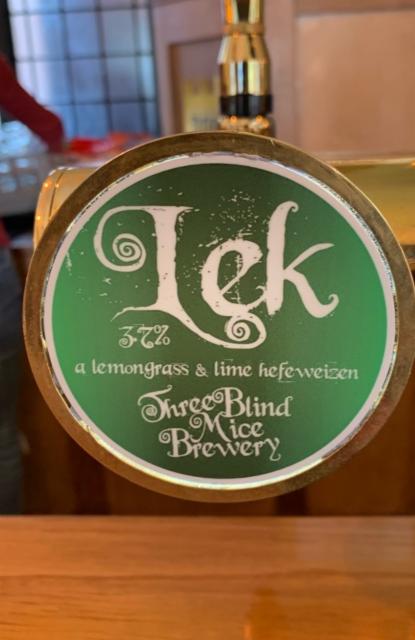 Lek
3.7%
a lemongrass & lime hefeweizen
Three Blind
Mice
Brewery